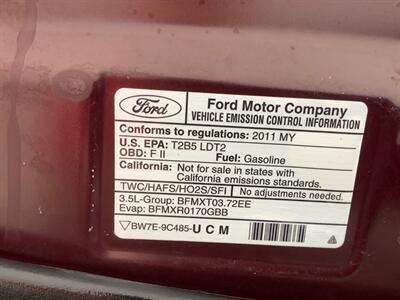 Ford
Ford Motor Company
VEHICLE EMISSION CONTROL INFORMATION
Conforms to regulations: 2011 MY
U.S. EPA: T2B5 LDT2
OBD: F II Fuel: Gasoline
California: Not for sale in states with
California emissions standards.
TWC/HAFS/HO2S/SFI No adjustments needed.
3.5L-Group: BFMXT03.72EE
Evap: BFMXR0170GBB
BW7E-9C485-UCM